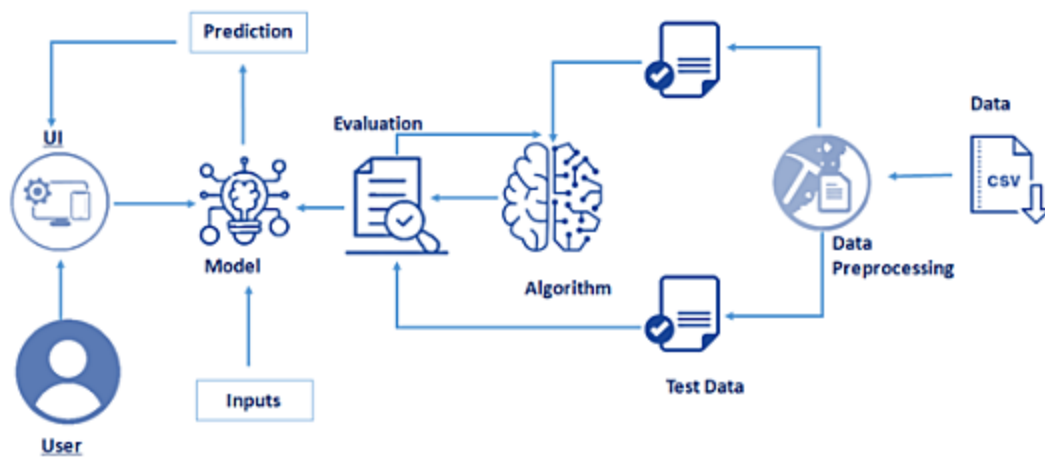 Prediction
Data
Evaluation
UI
CSV
Model
Data
Preprocessing
Algorithm
Test Data
Inputs
User